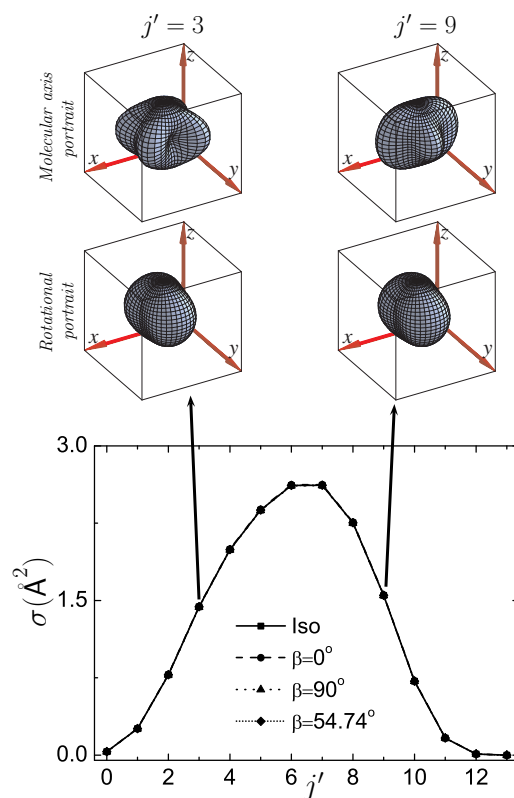 j′ = 3
j′ = 9
Molecular axis
portrait
z
x
y
z
x
y
Rotational
portrait
z
x
y
z
x
y
σ(Å²)
3.0
1.5
0.0
Iso
β=0°
β=90°
β=54.74°
0 2 4 6 8 10 12
j′